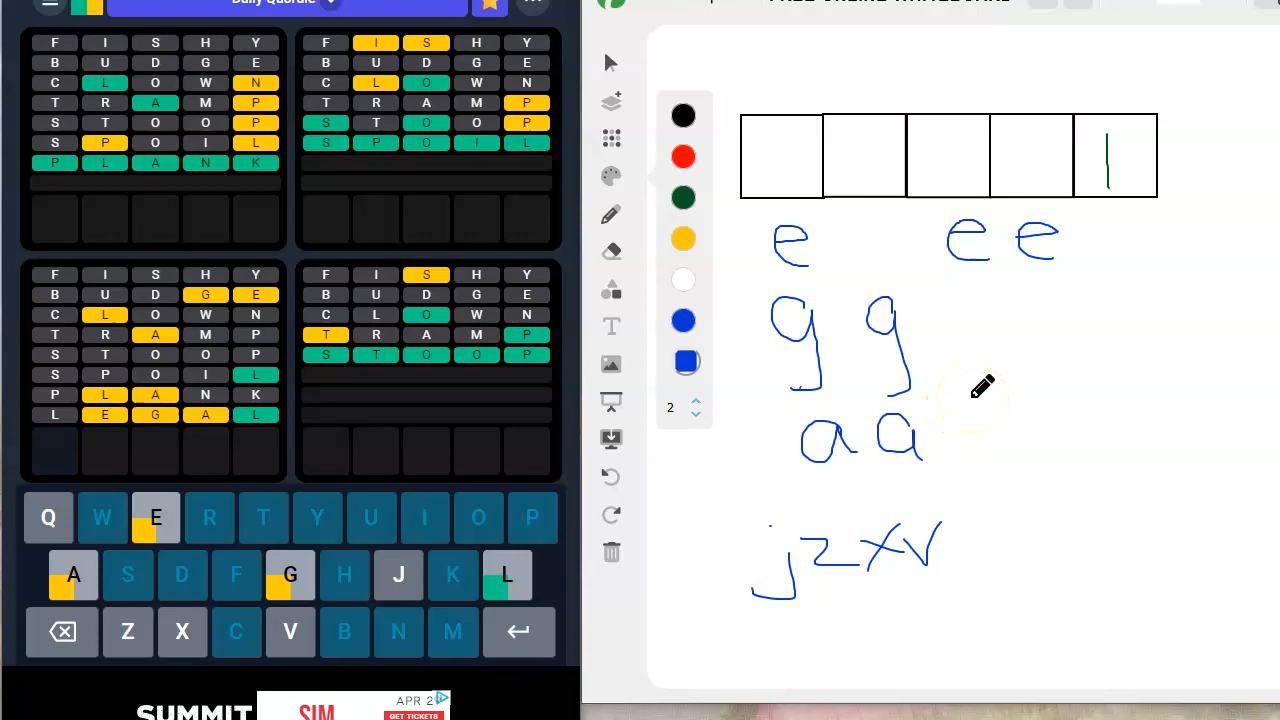 Daily Quordle
FREE ONLINE WHITEBOARD
F I S H Y
B U D G E
C L O W N
T R A M P
S T O O P
S P O I L
P L A N K
F I S H Y
B U D G E
C L O W N
T R A M P
S T O O P
S P O I L
F I S H Y
B U D G E
C L O W N
T R A M P
S T O O P
S P O I L
P L A N K
L E G A L
F I S H Y
B U D G E
C L O W N
T R A M P
S T O O P
Q W E R T Y U I O P
A S D F G H J K L
Z X C V B N M
l
e e e
g g
a a
j z x v
T
2
SUMMIT
SIM
APR 2
GET TICKETS